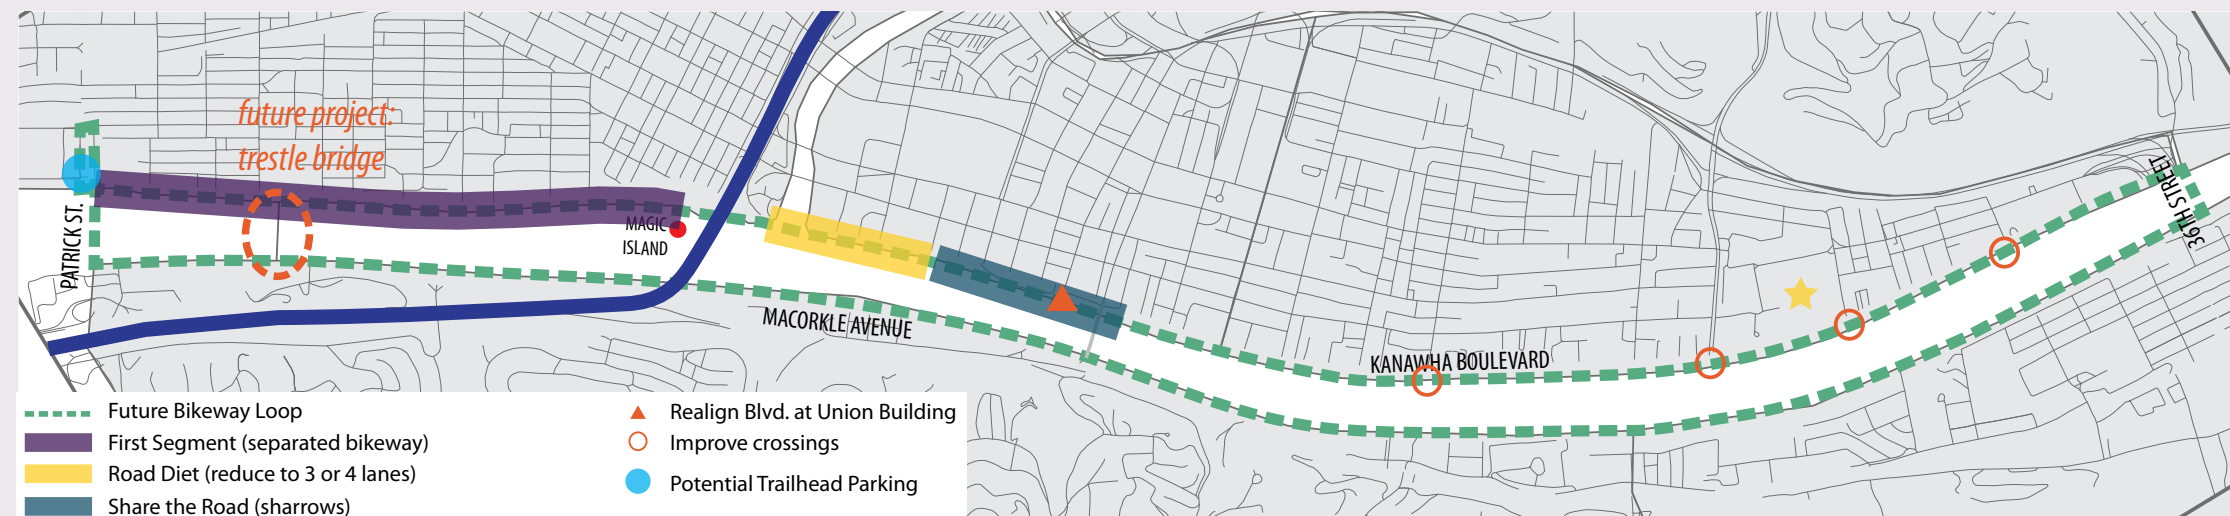 future project:
trestle bridge
PATRICK ST.
MAGIC
ISLAND
MACORKLE AVENUE
KANAWHA BOULEVARD
36TH STREET
Future Bikeway Loop
First Segment (separated bikeway)
Road Diet (reduce to 3 or 4 lanes)
Share the Road (sharrows)
Realign Blvd. at Union Building
Improve crossings
Potential Trailhead Parking